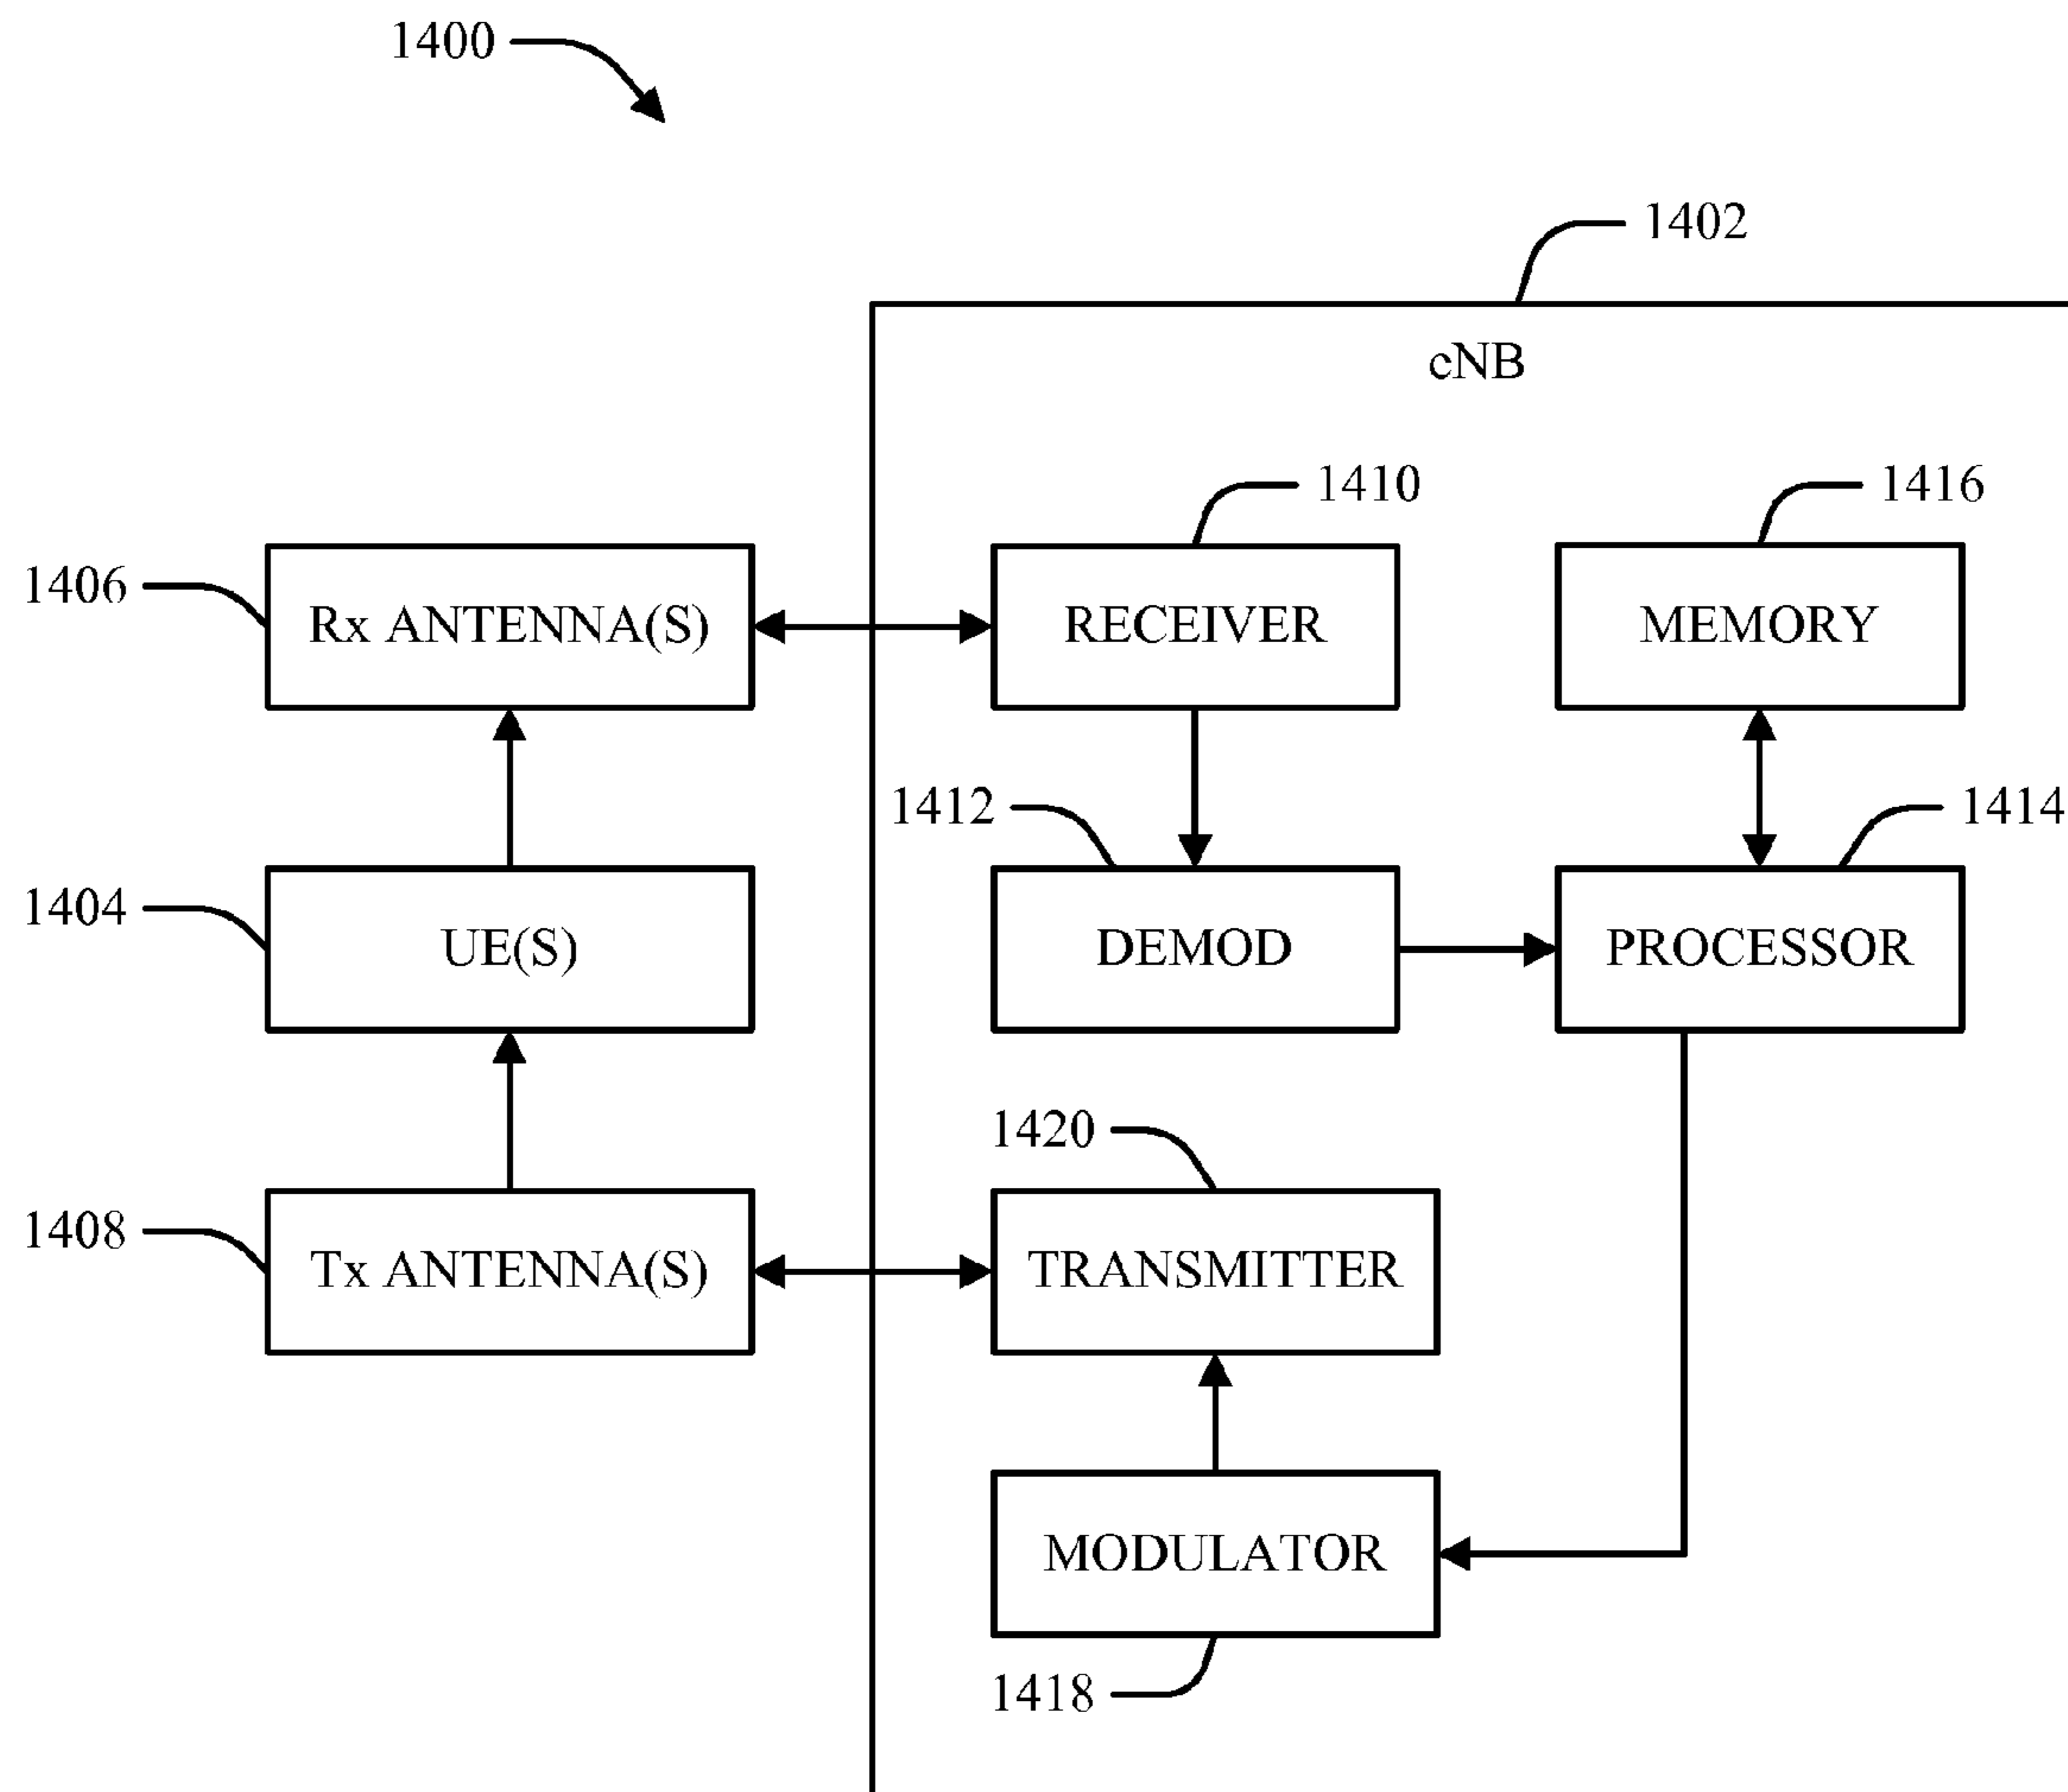 1400
1402
cNB
1410
1416
1406
Rx ANTENNA(S)
RECEIVER
MEMORY
1412
1414
1404
UE(S)
DEMOD
PROCESSOR
1420
1408
Tx ANTENNA(S)
TRANSMITTER
MODULATOR
1418